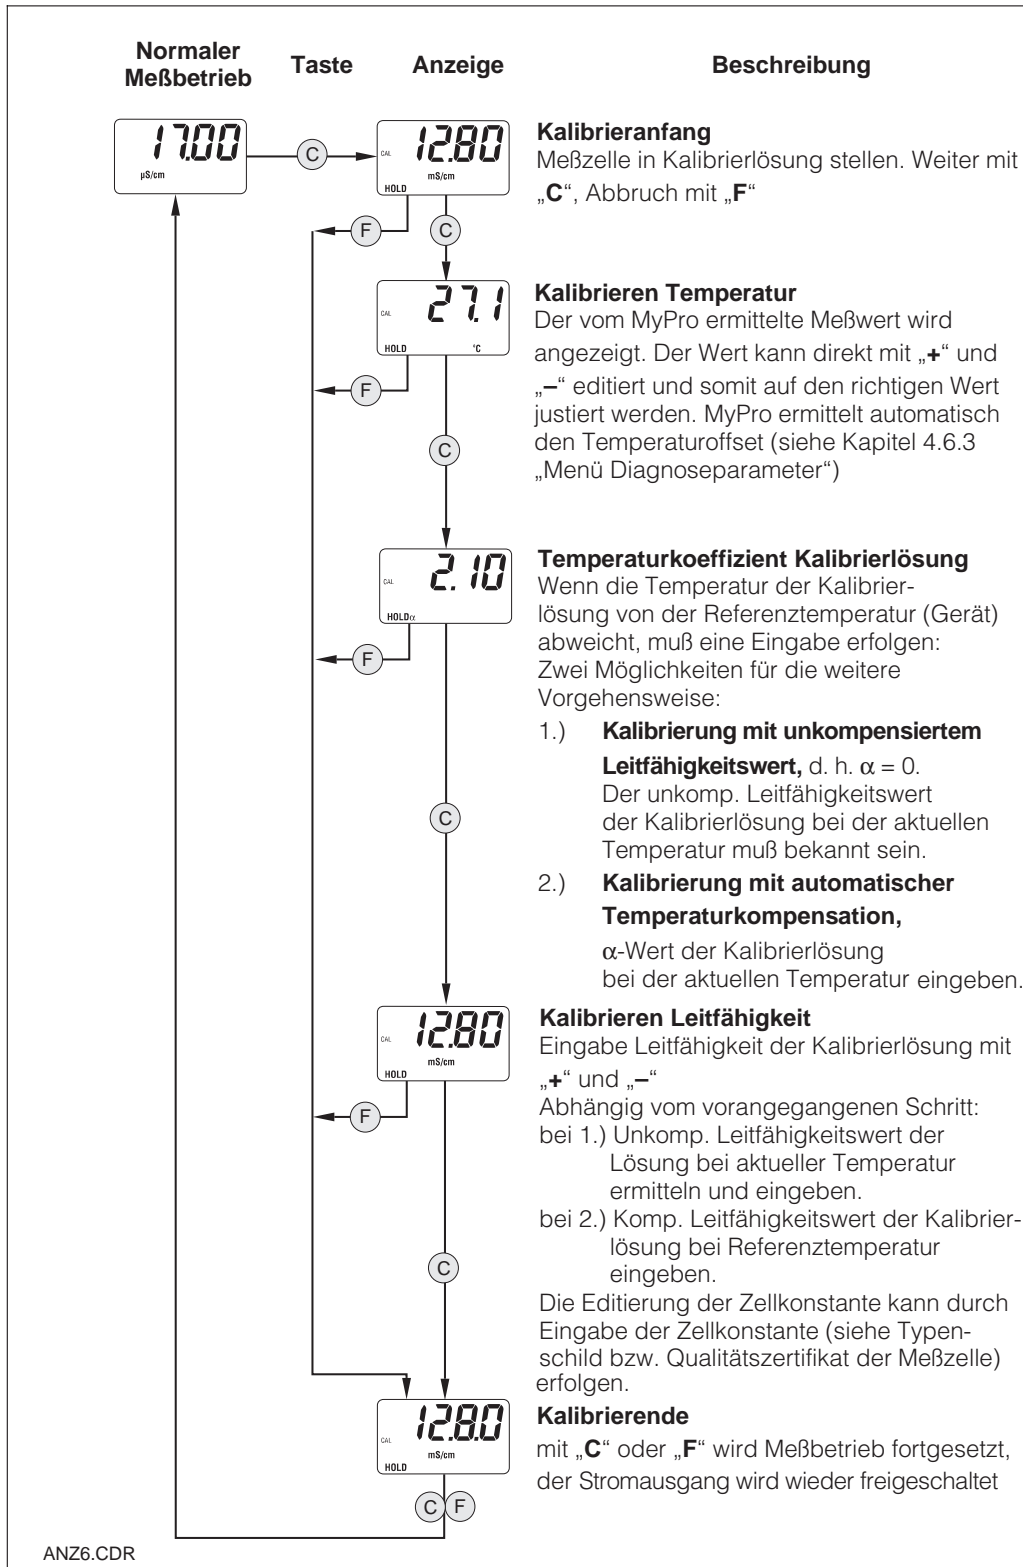 Normaler
Meßbetrieb
Taste
Anzeige
Beschreibung
17.00
µS/cm
C
CAL
12.80
mS/cm
HOLD
Kalibrieranfang
Meßzelle in Kalibrierlösung stellen. Weiter mit
„C“, Abbruch mit „F“
F
C
CAL
27.1
HOLD
°C
Kalibrieren Temperatur
Der vom MyPro ermittelte Meßwert wird
angezeigt. Der Wert kann direkt mit „+“ und
„–“ editiert und somit auf den richtigen Wert
justiert werden. MyPro ermittelt automatisch
den Temperaturoffset (siehe Kapitel 4.6.3
„Menü Diagnoseparameter“)
F
C
CAL
2.10
HOLDα
Temperaturkoeffizient Kalibrierlösung
Wenn die Temperatur der Kalibrier-
lösung von der Referenztemperatur (Gerät)
abweicht, muß eine Eingabe erfolgen:
Zwei Möglichkeiten für die weitere
Vorgehensweise:
F
1.) Kalibrierung mit unkompensiertem
Leitfähigkeitswert, d. h. α = 0.
Der unkomp. Leitfähigkeitswert
der Kalibrierlösung bei der aktuellen
Temperatur muß bekannt sein.
C
2.) Kalibrierung mit automatischer
Temperaturkompensation,
α-Wert der Kalibrierlösung
bei der aktuellen Temperatur eingeben.
CAL
12.80
mS/cm
HOLD
Kalibrieren Leitfähigkeit
Eingabe Leitfähigkeit der Kalibrierlösung mit
„+“ und „–“
Abhängig vom vorangegangenen Schritt:
bei 1.) Unkomp. Leitfähigkeitswert der
Lösung bei aktueller Temperatur
ermitteln und eingeben.
bei 2.) Komp. Leitfähigkeitswert der Kalibrier-
lösung bei Referenztemperatur
eingeben.
F
C
Die Editierung der Zellkonstante kann durch
Eingabe der Zellkonstante (siehe Typen-
schild bzw. Qualitätszertifikat der Meßzelle)
erfolgen.
CAL
12.8.0
mS/cm
HOLD
Kalibrierende
mit „C“ oder „F“ wird Meßbetrieb fortgesetzt,
der Stromausgang wird wieder freigeschaltet
C F
ANZ6.CDR